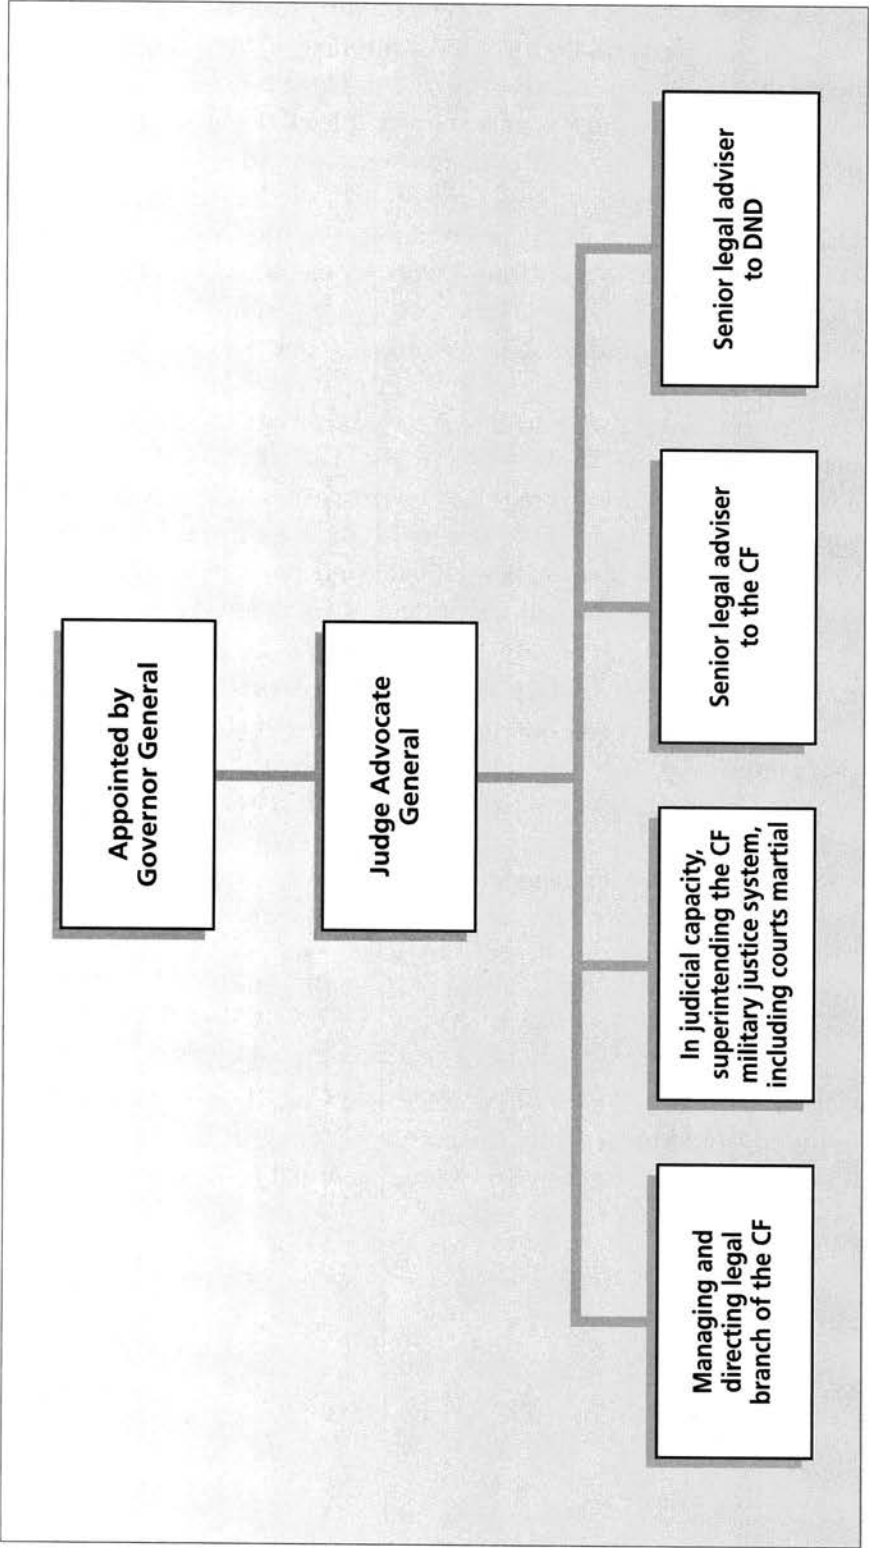 Appointed by
Governor General
Judge Advocate
General
Managing and
directing legal
branch of the CF
In judicial capacity,
superintending the CF
military justice system,
including courts martial
Senior legal adviser
to the CF
Senior legal adviser
to DND